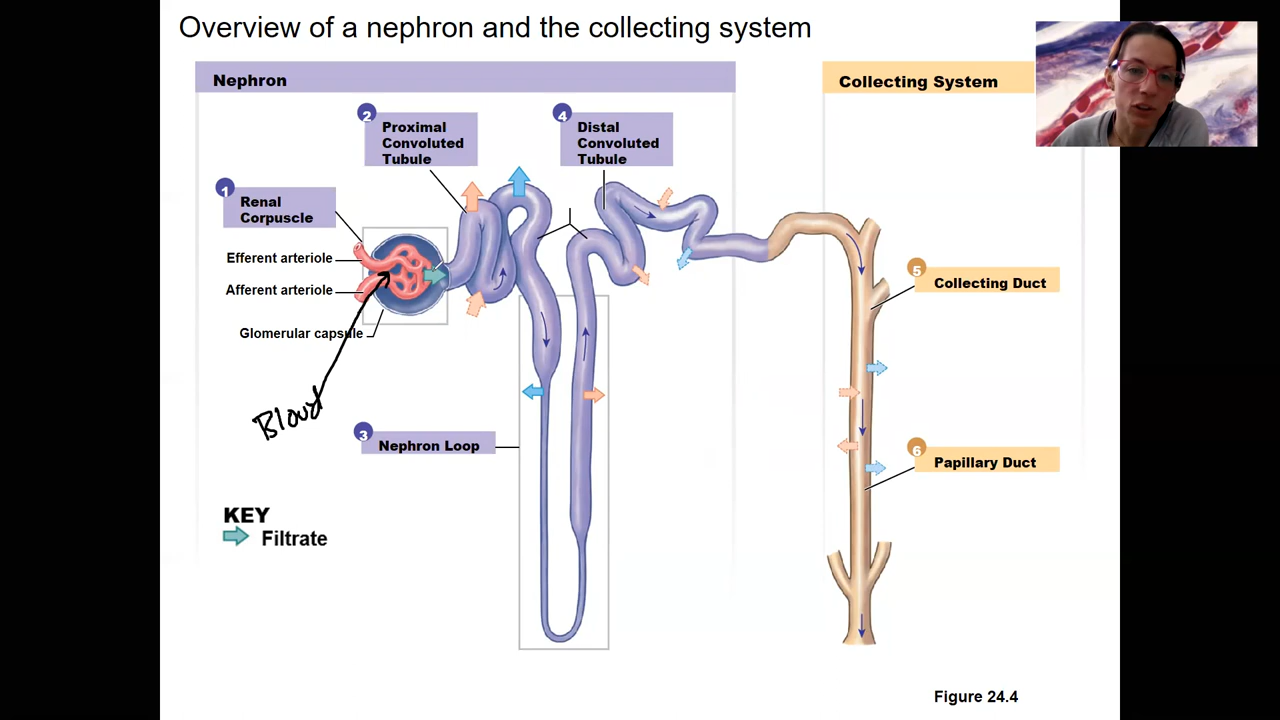 Overview of a nephron and the collecting system
Nephron
Collecting System
2
Proximal
Convoluted
Tubule
4
Distal
Convoluted
Tubule
1
Renal
Corpuscle
Efferent arteriole
Afferent arteriole
Glomerular capsule
Blood
5
Collecting Duct
3
Nephron Loop
6
Papillary Duct
KEY
Filtrate
Figure 24.4